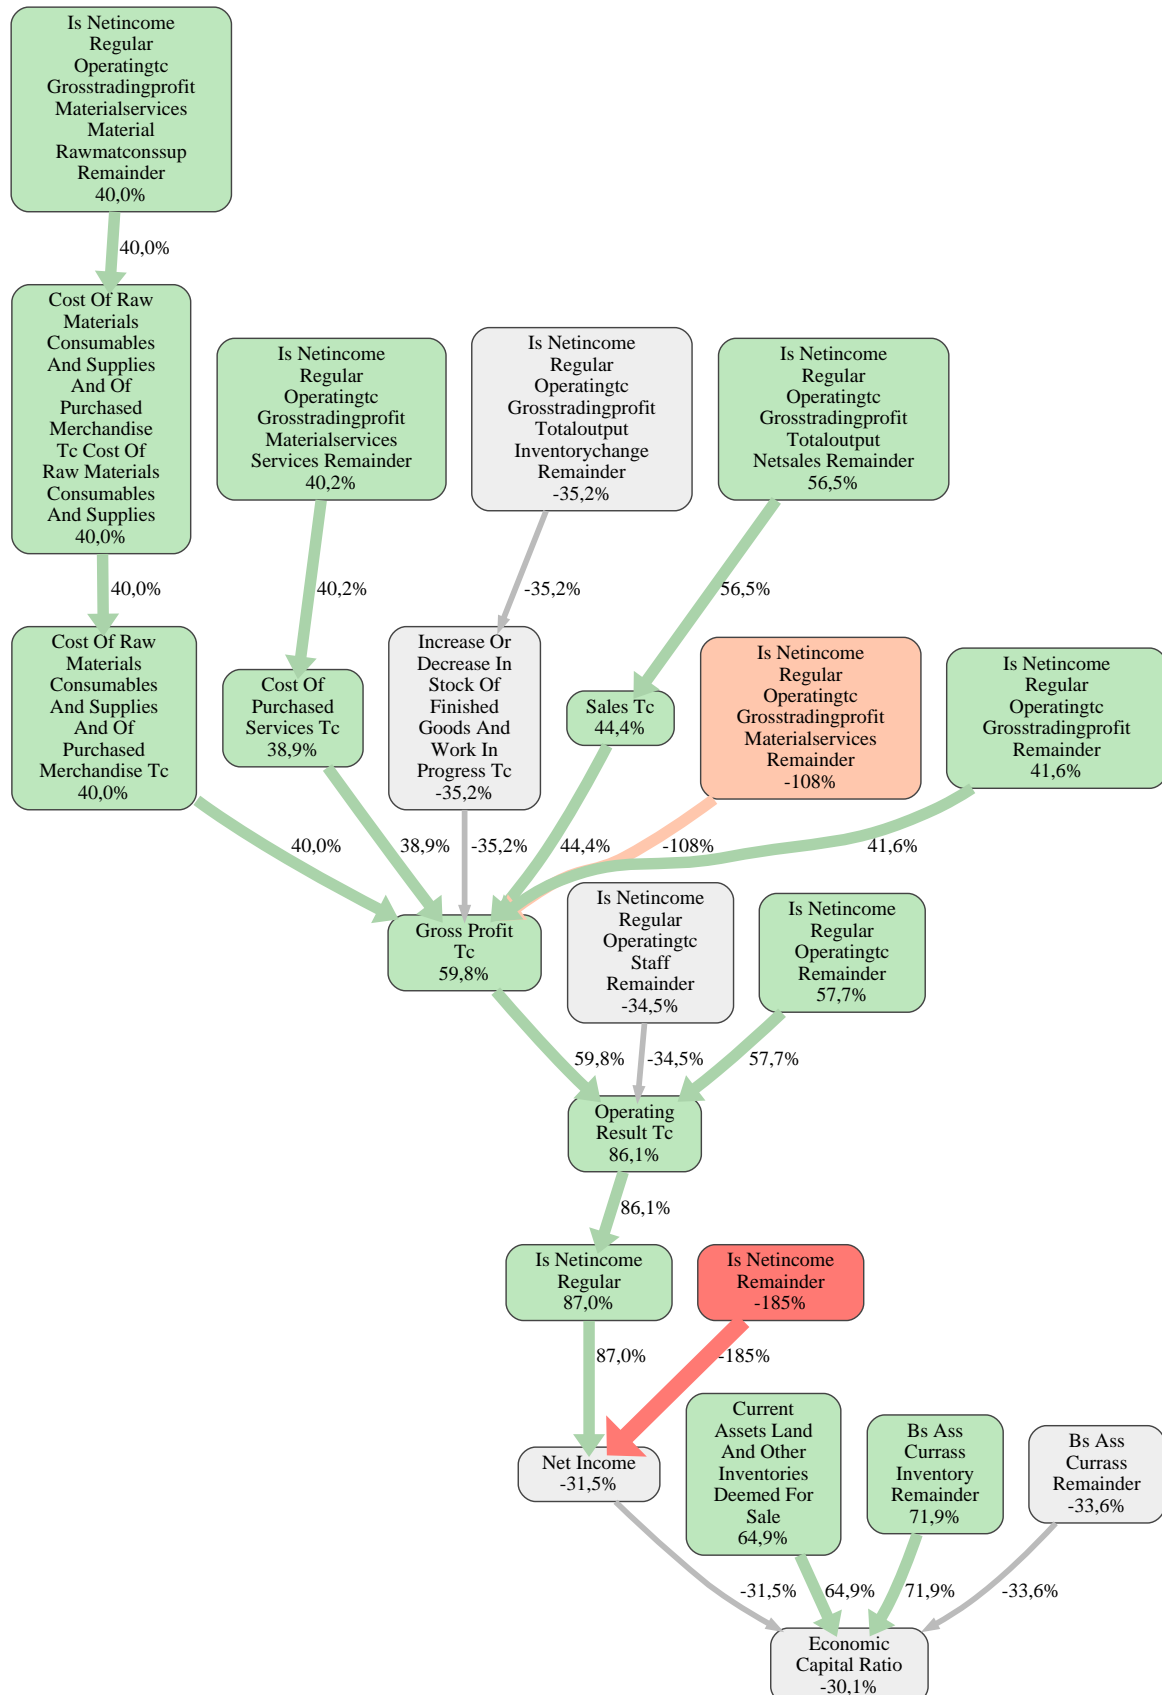 Is Netincome
Regular
Operatingtc
Grosstradingprofit
Materialservices
Material
Rawmatconssup
Remainder
40,0%
40,0%
Cost Of Raw
Materials
Consumables
And Supplies
And Of
Purchased
Merchandise
Tc Cost Of
Raw Materials
Consumables
And Supplies
40,0%
Is Netincome
Regular
Operatingtc
Grosstradingprofit
Materialservices
Services Remainder
40,2%
Is Netincome
Regular
Operatingtc
Grosstradingprofit
Totaloutput
Inventorychange
Remainder
-35,2%
Is Netincome
Regular
Operatingtc
Grosstradingprofit
Totaloutput
Netsales Remainder
56,5%
40,0%
40,2%
-35,2%
56,5%
Cost Of Raw
Materials
Consumables
And Supplies
And Of
Purchased
Merchandise Tc
40,0%
Cost Of
Purchased
Services Tc
38,9%
Increase Or
Decrease In
Stock Of
Finished
Goods And
Work In
Progress Tc
-35,2%
Sales Tc
44,4%
Is Netincome
Regular
Operatingtc
Grosstradingprofit
Materialservices
Remainder
-108%
Is Netincome
Regular
Operatingtc
Grosstradingprofit
Remainder
41,6%
40,0%
38,9%
-35,2%
44,4%
-108%
41,6%
Gross Profit
Tc
59,8%
Is Netincome
Regular
Operatingtc
Staff
Remainder
-34,5%
Is Netincome
Regular
Operatingtc
Remainder
57,7%
59,8%
-34,5%
57,7%
Operating
Result Tc
86,1%
86,1%
Is Netincome
Regular
87,0%
Is Netincome
Remainder
-185%
87,0%
-185%
Net Income
-31,5%
Current
Assets Land
And Other
Inventories
Deemed For
Sale
64,9%
Bs Ass
Currass
Inventory
Remainder
71,9%
Bs Ass
Currass
Remainder
-33,6%
-31,5%
64,9%
71,9%
-33,6%
Economic
Capital Ratio
-30,1%